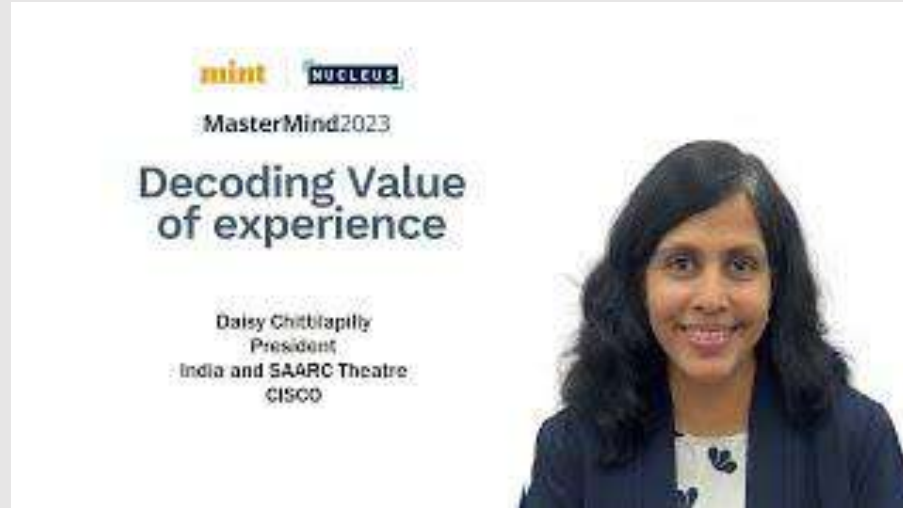 mint NUCLEUS
MasterMind2023
Decoding Value
of experience
Daisy Chittilapilly
President
India and SAARC Theatre
CISCO